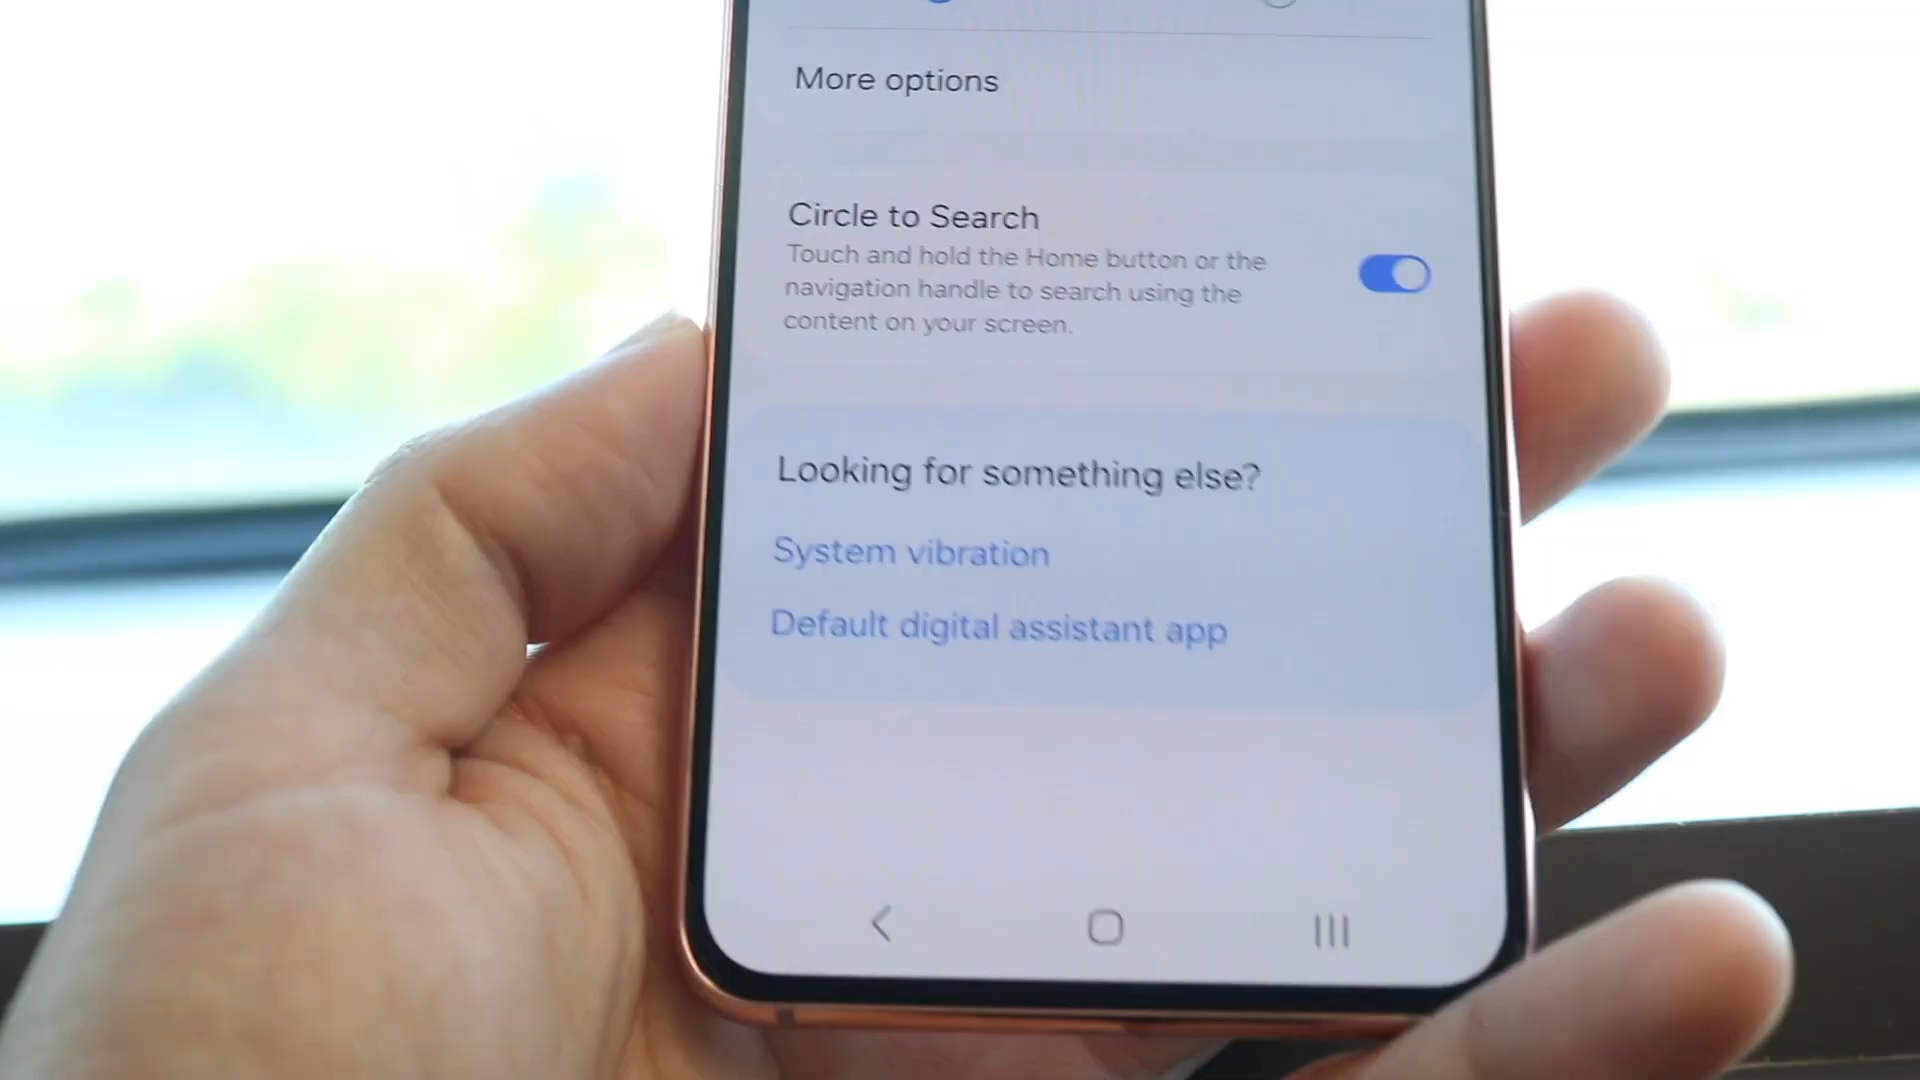 More options
Circle to Search
Touch and hold the Home button or the
navigation handle to search using the
content on your screen.
Looking for something else?
System vibration
Default digital assistant app